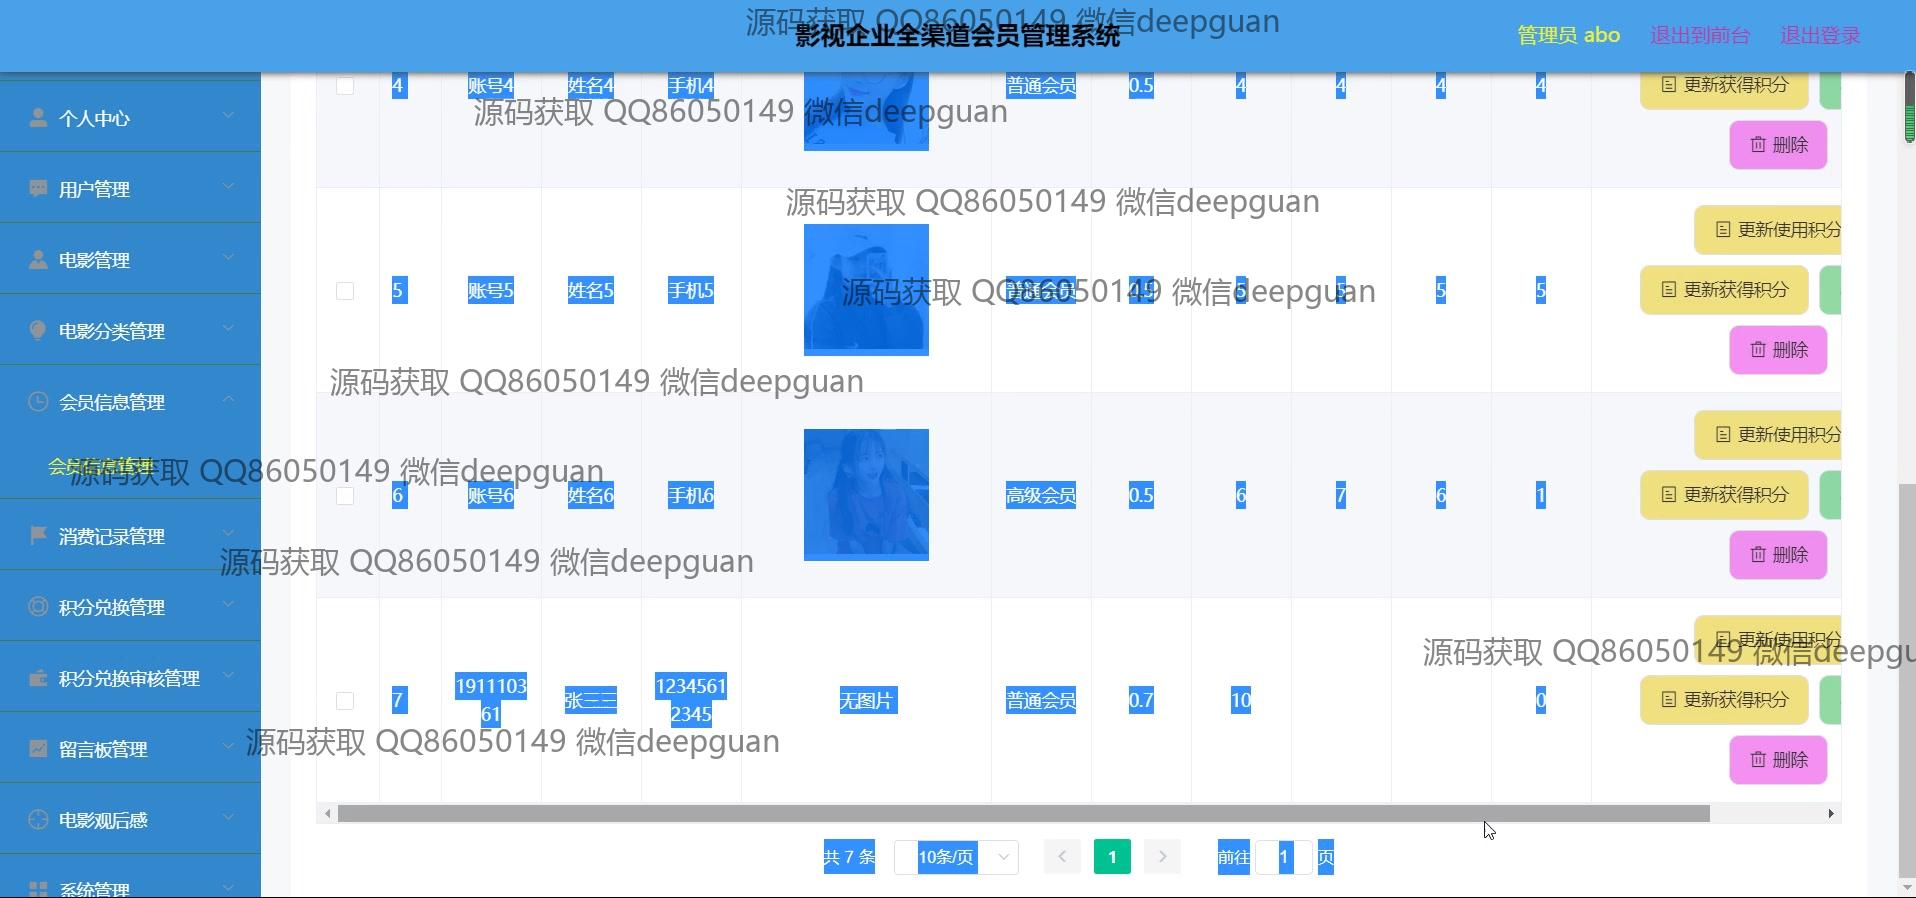 源码获取 QQ86050149 微信deepguan
影视企业全渠道会员管理系统
管理员 abo
退出到前台
退出登录
个人中心
用户管理
电影管理
电影分类管理
会员信息管理
会员信息管理
消费记录管理
积分兑换管理
积分兑换审核管理
留言板管理
电影观后感
系统管理
4 账号4 姓名4 手机4 普通会员 0.5 4 4 4 4 更新获得积分
源码获取 QQ86050149 微信deepguan
删除
源码获取 QQ86050149 微信deepguan
更新使用积分
5 账号5 姓名5 手机5 普通会员 0.5 5 5 5 5 更新获得积分
源码获取 QQ86050149 微信deepguan
删除
源码获取 QQ86050149 微信deepguan
更新使用积分
源码获取 QQ86050149 微信deepguan
6 账号6 姓名6 手机6 高级会员 0.5 6 7 6 1 更新获得积分
删除
源码获取 QQ86050149 微信deepguan
更新使用积分
源码获取 QQ86050149 微信deepgu
7 1911103
61 张三三 1234561
2345 无图片 普通会员 0.7 10 0 更新获得积分
源码获取 QQ86050149 微信deepguan
删除
共 7 条 10条/页 1 前往 1 页